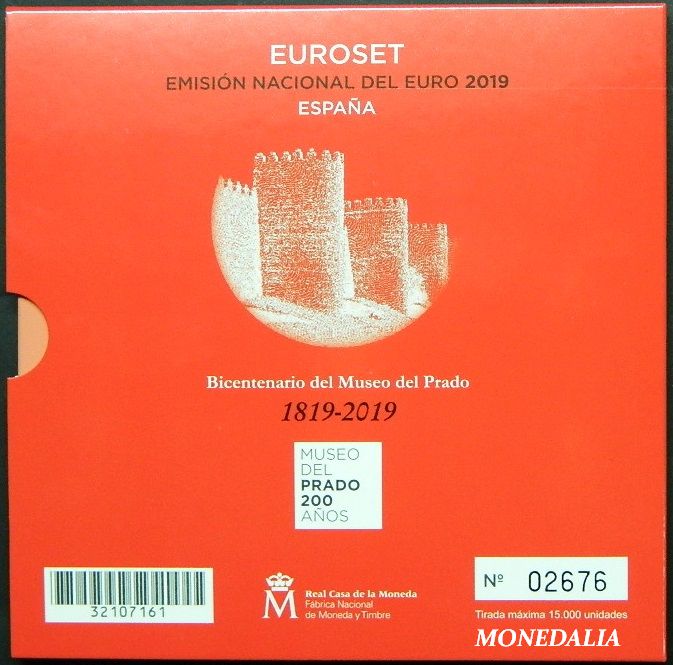 EUROSET
EMISIÓN NACIONAL DEL EURO 2019
ESPAÑA
Bicentenario del Museo del Prado
1819-2019
MUSEO
DEL
PRADO
200
AÑOS
32107161
M
Real Casa de la Moneda
Fábrica Nacional
de Moneda y Timbre
Nº 02676
Tirada máxima 15.000 unidades
MONEDALIA